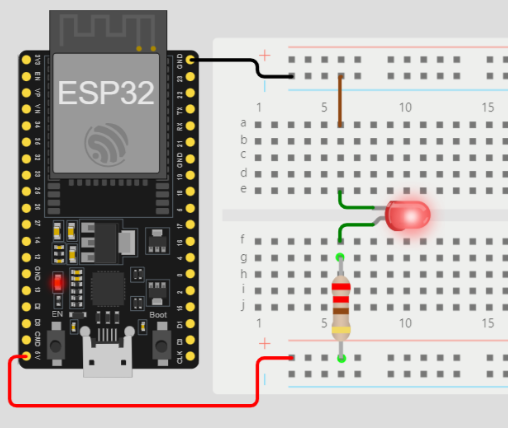 ESP32
3V3
EN
VP
VN
34
35
32
33
25
26
27
14
12
GND
13
D2
D3
CMD
5V
EN
Boot
GND
23
22
TX
RX
21
GND
19
18
5
17
16
4
0
2
15
D1
D0
CLK
+
1 5 10 15
a
b
c
d
e
f
g
h
i
j
1 5 10 15
+